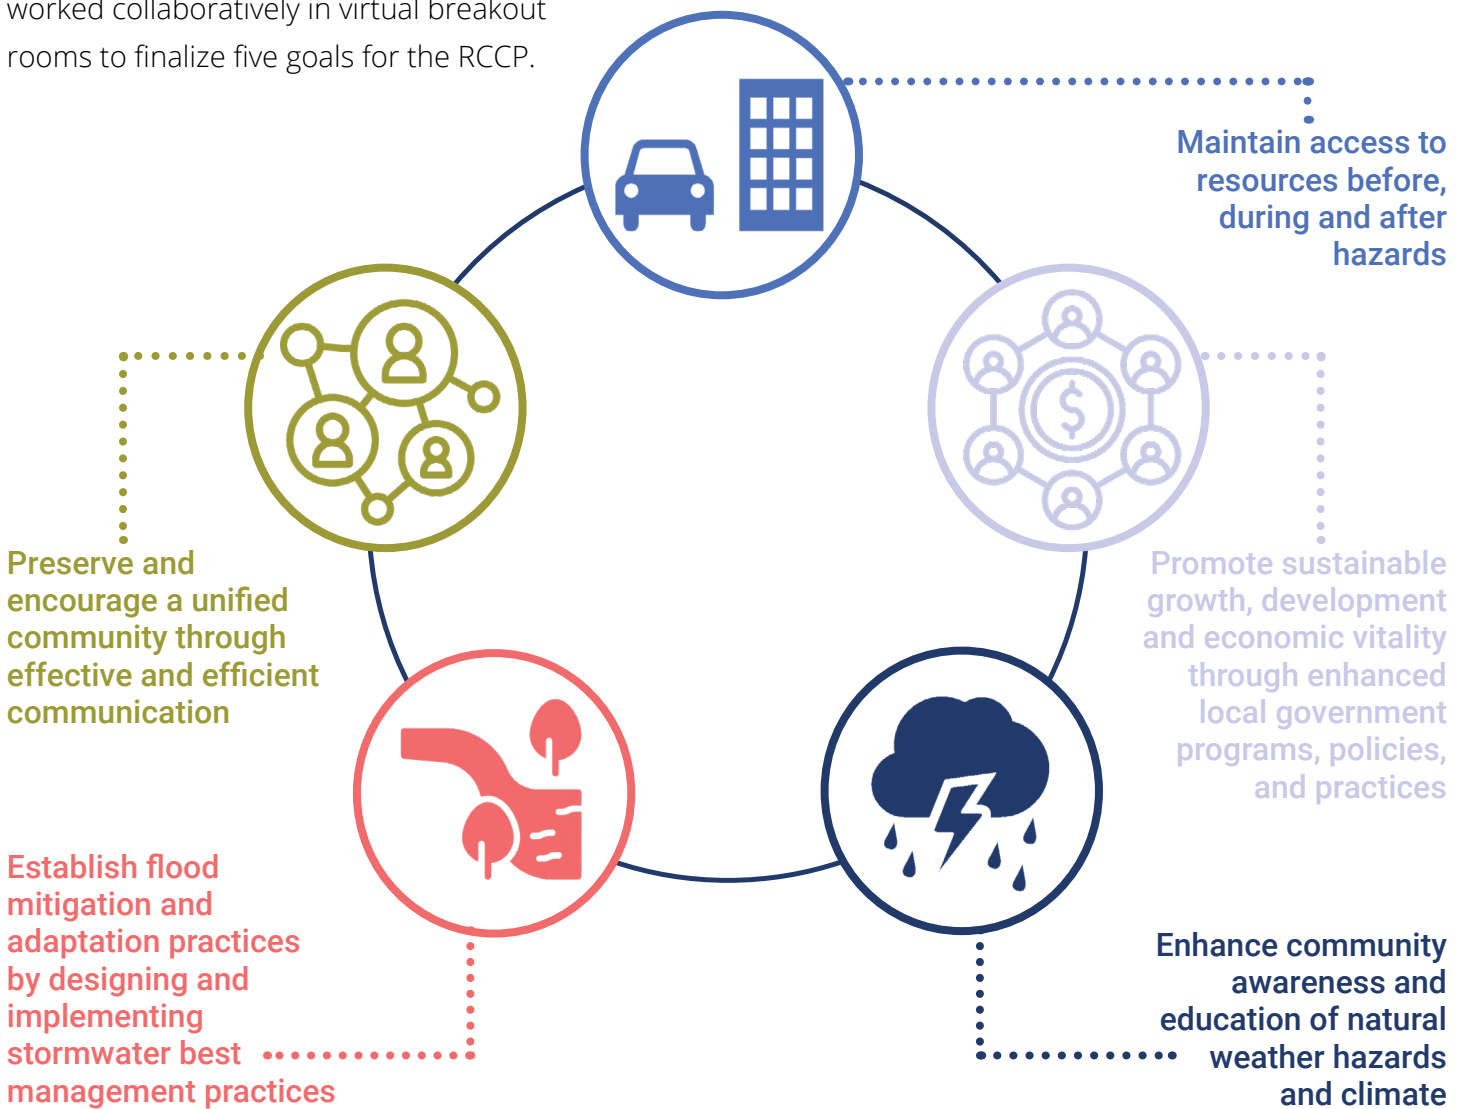 worked collaboratively in virtual breakout
rooms to finalize five goals for the RCCP.
Maintain access to
resources before,
during and after
hazards
Preserve and
encourage a unified
community through
effective and efficient
communication
Promote sustainable
growth, development
and economic vitality
through enhanced
local government
programs, policies,
and practices
Establish flood
mitigation and
adaptation practices
by designing and
implementing
stormwater best
management practices
Enhance community
awareness and
education of natural
weather hazards
and climate
$